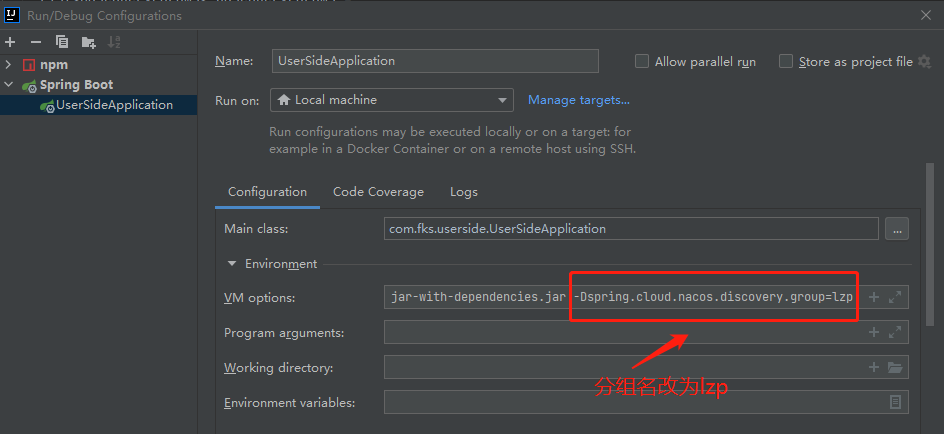 Run/Debug Configurations
npm
Spring Boot
UserSideApplication
Name: UserSideApplication
Allow parallel run
Store as project file
Run on: Local machine
Manage targets...
Run configurations may be executed locally or on a target: for
example in a Docker Container or on a remote host using SSH.
Configuration Code Coverage Logs
Main class: com.fks.userside.UserSideApplication ...
Environment
VM options: jar-with-dependencies.jar -Dspring.cloud.nacos.discovery.group=lzp
Program arguments:
Working directory:
分组名改为lzp
Environment variables: